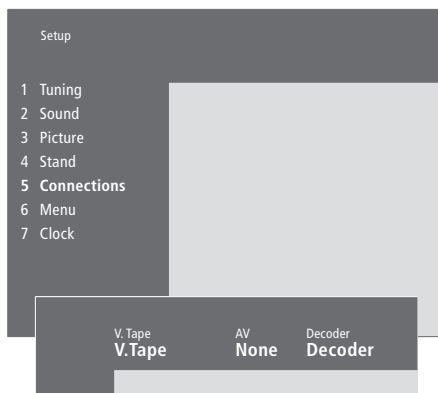 Setup
1 Tuning
2 Sound
3 Picture
4 Stand
5 Connections
6 Menu
7 Clock
V. Tape AV Decoder
V.Tape None Decoder